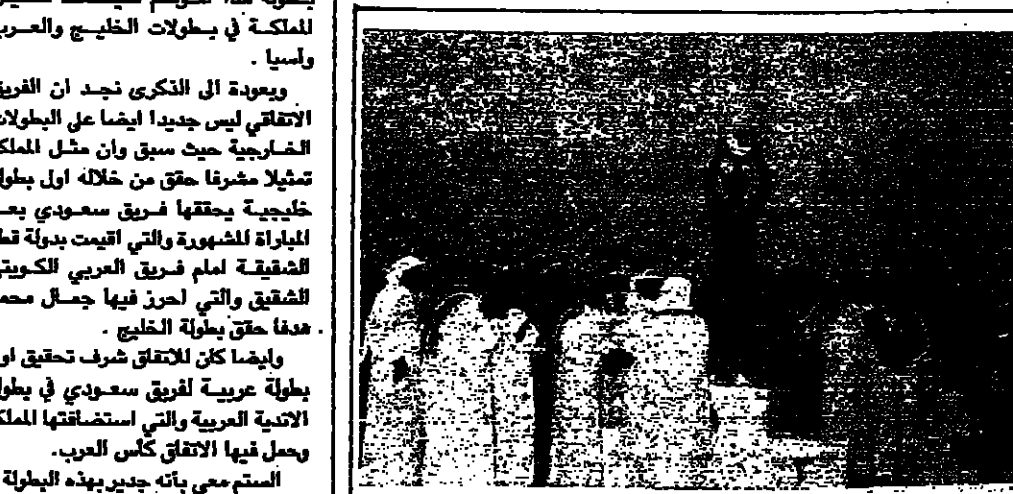 المملكة في بطولات الخليج والعرب
وآسيا .
وبعودة الى الذكرى نجد ان الفريق
الاتفاقي ليس جديدا ايضا على البطولات
الخارجية حيث سبق وان مثل المملكة
تمثيلا مشرفا حقق من خلاله اول بطولة
خليجية يحققها فريق سعودي بعد
المباراة المشهورة والتي اقيمت بدولة قطر
الشقيقة امام فريق العربي الكويتي
الشقيق والتي احرز فيها جمال محمد
هدفا حقق بطولة الخليج .
وايضا كان للاتفاق شرف تحقيق اول
بطولة عربية لفريق سعودي في بطولة
الاندية العربية والتي استضافتها المملكة
وحمل فيها الاتفاق كأس العرب.
الستم معي بأنه جدير بهذه البطولة